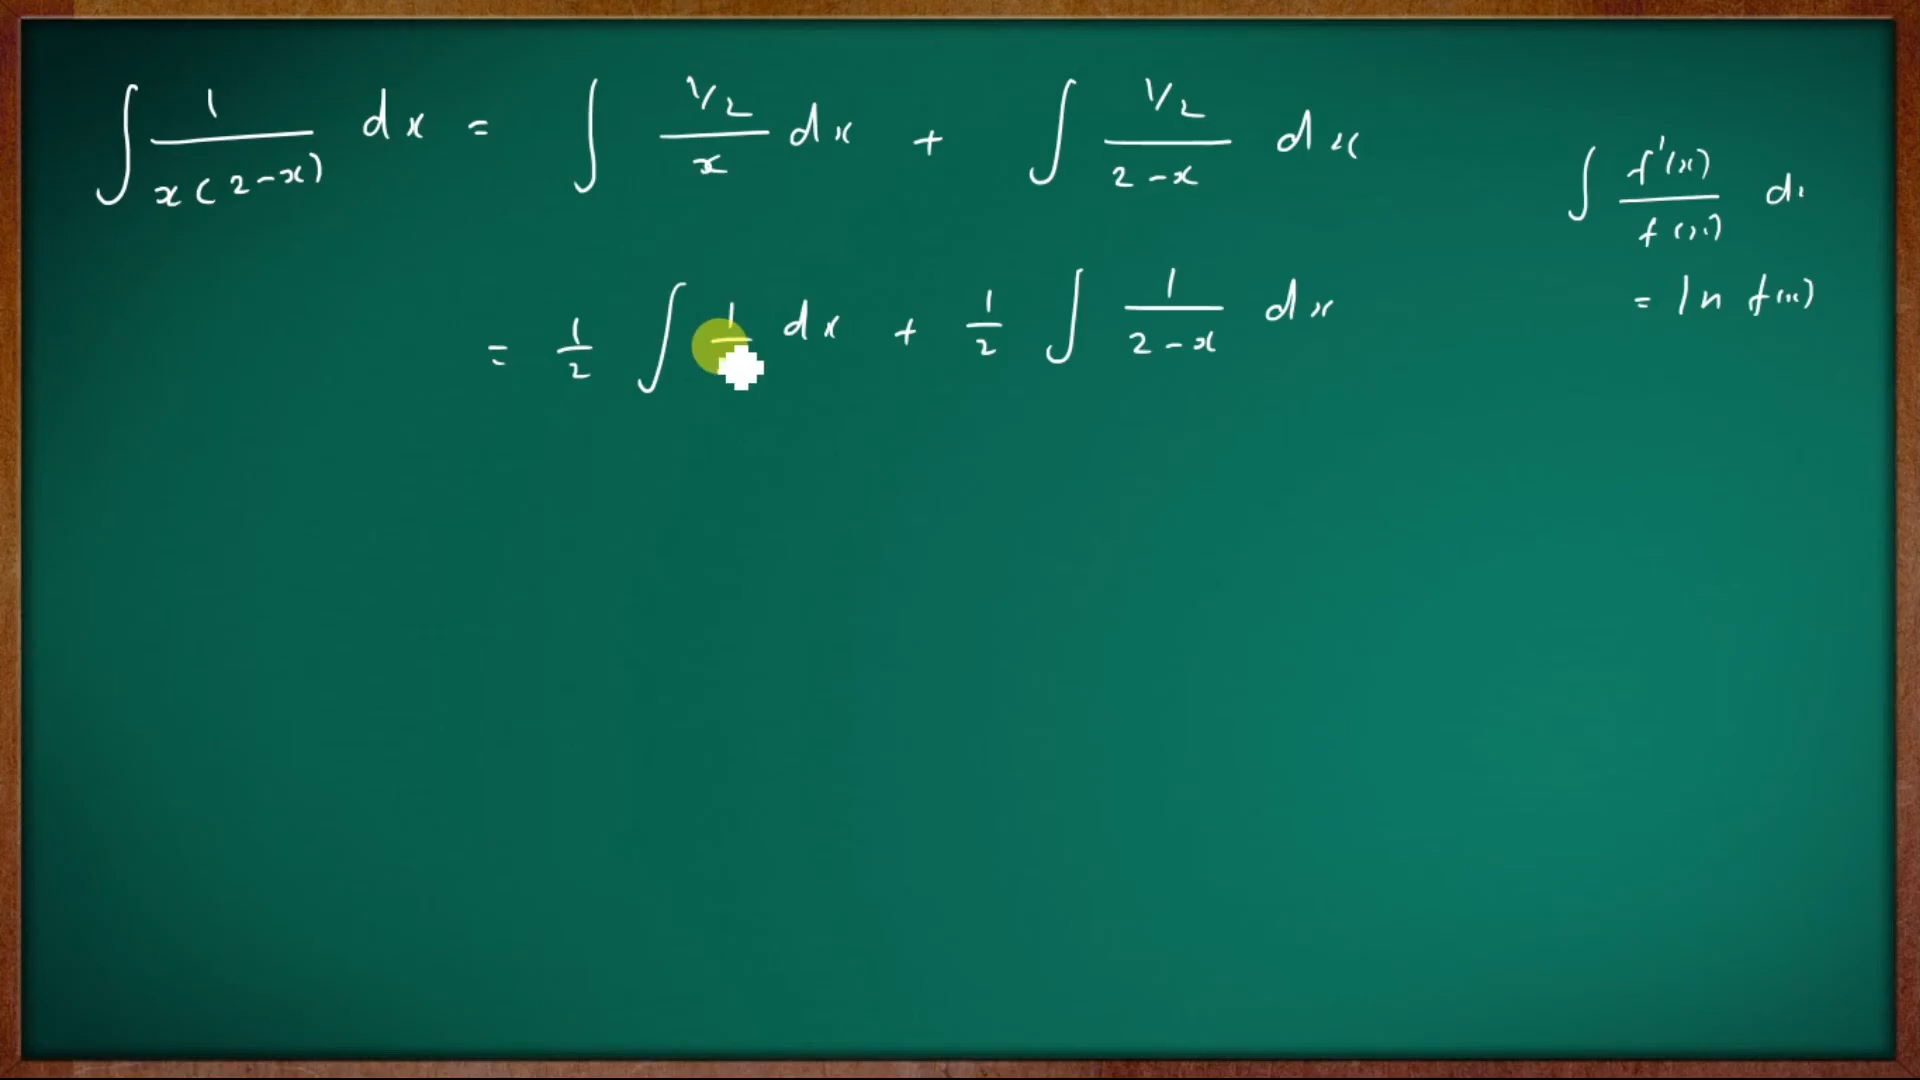 ∫ 1/(x(2-x)) dx = ∫ (1/2)/x dx + ∫ (1/2)/(2-x) dx
= 1/2 ∫ 1/ dx + 1/2 ∫ 1/(2-x) dx
∫ f'(x)/f(x) d
= ln f(x)